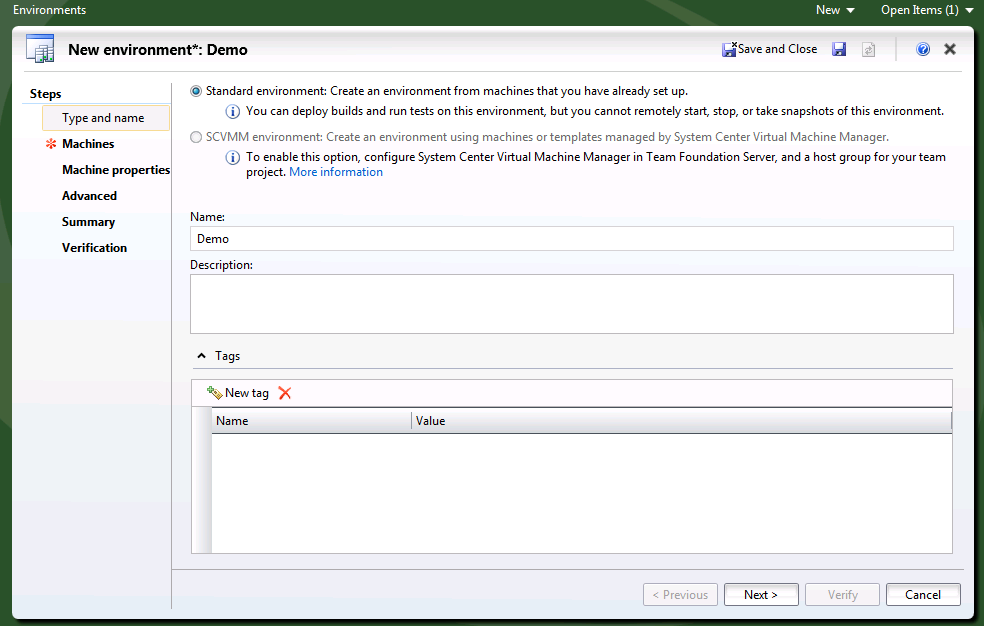 Environments
New
Open Items (1)
New environment*: Demo
Save and Close
Steps
Type and name
Machines
Machine properties
Advanced
Summary
Verification
Standard environment: Create an environment from machines that you have already set up.
You can deploy builds and run tests on this environment, but you cannot remotely start, stop, or take snapshots of this environment.
SCVMM environment: Create an environment using machines or templates managed by System Center Virtual Machine Manager.
To enable this option, configure System Center Virtual Machine Manager in Team Foundation Server, and a host group for your team
project. More information
Name:
Demo
Description:
Tags
New tag
Name
Value
< Previous
Next >
Verify
Cancel